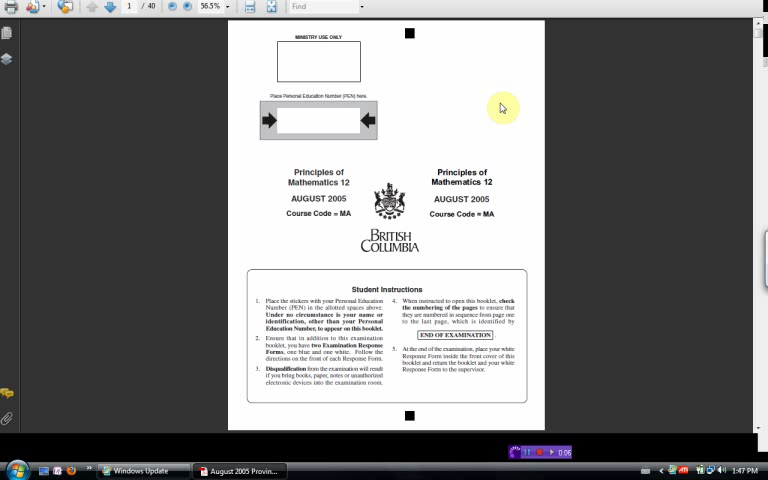 1 / 40
56.5%
Find
MINISTRY USE ONLY
Place Personal Education Number (PEN) here.
Principles of
Mathematics 12
AUGUST 2005
Course Code = MA
Principles of
Mathematics 12
AUGUST 2005
Course Code = MA
BRITISH
COLUMBIA
Student Instructions
1. Place the stickers with your Personal Education
Number (PEN) in the allotted spaces above.
Under no circumstance is your name or
identification, other than your Personal
Education Number, to appear on this booklet.
2. Ensure that in addition to this examination
booklet, you have two Examination Response
Forms, one blue and one white. Follow the
directions on the front of each Response Form.
3. Disqualification from the examination will result
if you bring books, paper, notes or unauthorized
electronic devices into the examination room.
4. When instructed to open this booklet, check
the numbering of the pages to ensure that
they are numbered in sequence from page one
to the last page, which is identified by
END OF EXAMINATION .
5. At the end of the examination, place your white
Response Form inside the front cover of this
booklet and return the booklet and your white
Response Form to the supervisor.
0:06
Windows Update
August 2005 Provin...
1:47 PM